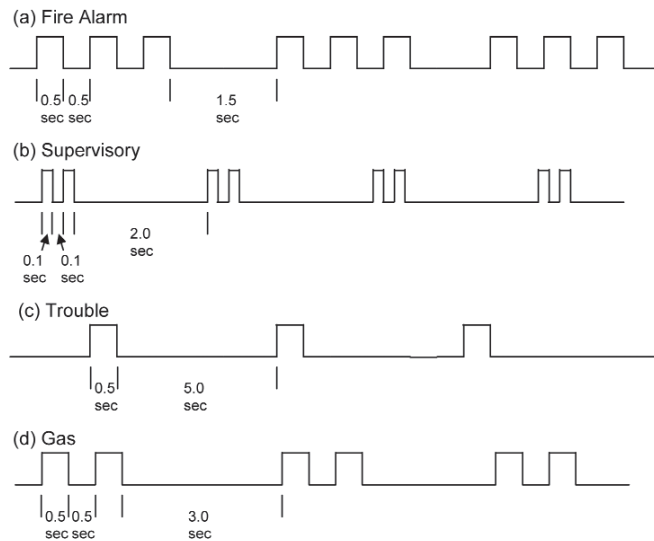 (a) Fire Alarm
0.5 0.5 1.5
sec sec sec
(b) Supervisory
2.0
sec
0.1 0.1
sec sec
(c) Trouble
0.5 5.0
sec sec
(d) Gas
0.5 0.5 3.0
sec sec sec